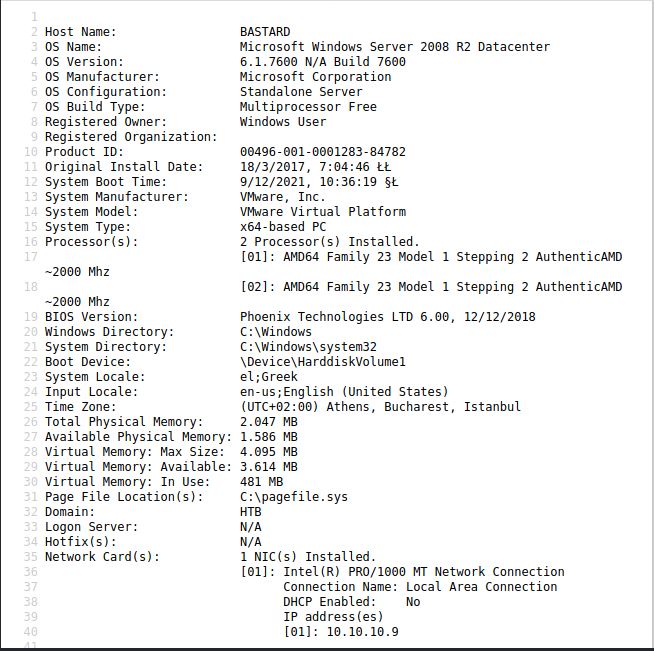 1
2 Host Name: BASTARD
3 OS Name: Microsoft Windows Server 2008 R2 Datacenter
4 OS Version: 6.1.7600 N/A Build 7600
5 OS Manufacturer: Microsoft Corporation
6 OS Configuration: Standalone Server
7 OS Build Type: Multiprocessor Free
8 Registered Owner: Windows User
9 Registered Organization:
10 Product ID: 00496-001-0001283-84782
11 Original Install Date: 18/3/2017, 7:04:46 ŁŁ
12 System Boot Time: 9/12/2021, 10:36:19 §Ł
13 System Manufacturer: VMware, Inc.
14 System Model: VMware Virtual Platform
15 System Type: x64-based PC
16 Processor(s): 2 Processor(s) Installed.
17 [01]: AMD64 Family 23 Model 1 Stepping 2 AuthenticAMD
~2000 Mhz
18 [02]: AMD64 Family 23 Model 1 Stepping 2 AuthenticAMD
~2000 Mhz
19 BIOS Version: Phoenix Technologies LTD 6.00, 12/12/2018
20 Windows Directory: C:\Windows
21 System Directory: C:\Windows\system32
22 Boot Device: \Device\HarddiskVolume1
23 System Locale: el;Greek
24 Input Locale: en-us;English (United States)
25 Time Zone: (UTC+02:00) Athens, Bucharest, Istanbul
26 Total Physical Memory: 2.047 MB
27 Available Physical Memory: 1.586 MB
28 Virtual Memory: Max Size: 4.095 MB
29 Virtual Memory: Available: 3.614 MB
30 Virtual Memory: In Use: 481 MB
31 Page File Location(s): C:\pagefile.sys
32 Domain: HTB
33 Logon Server: N/A
34 Hotfix(s): N/A
35 Network Card(s): 1 NIC(s) Installed.
36 [01]: Intel(R) PRO/1000 MT Network Connection
37 Connection Name: Local Area Connection
38 DHCP Enabled: No
39 IP address(es)
40 [01]: 10.10.10.9
41